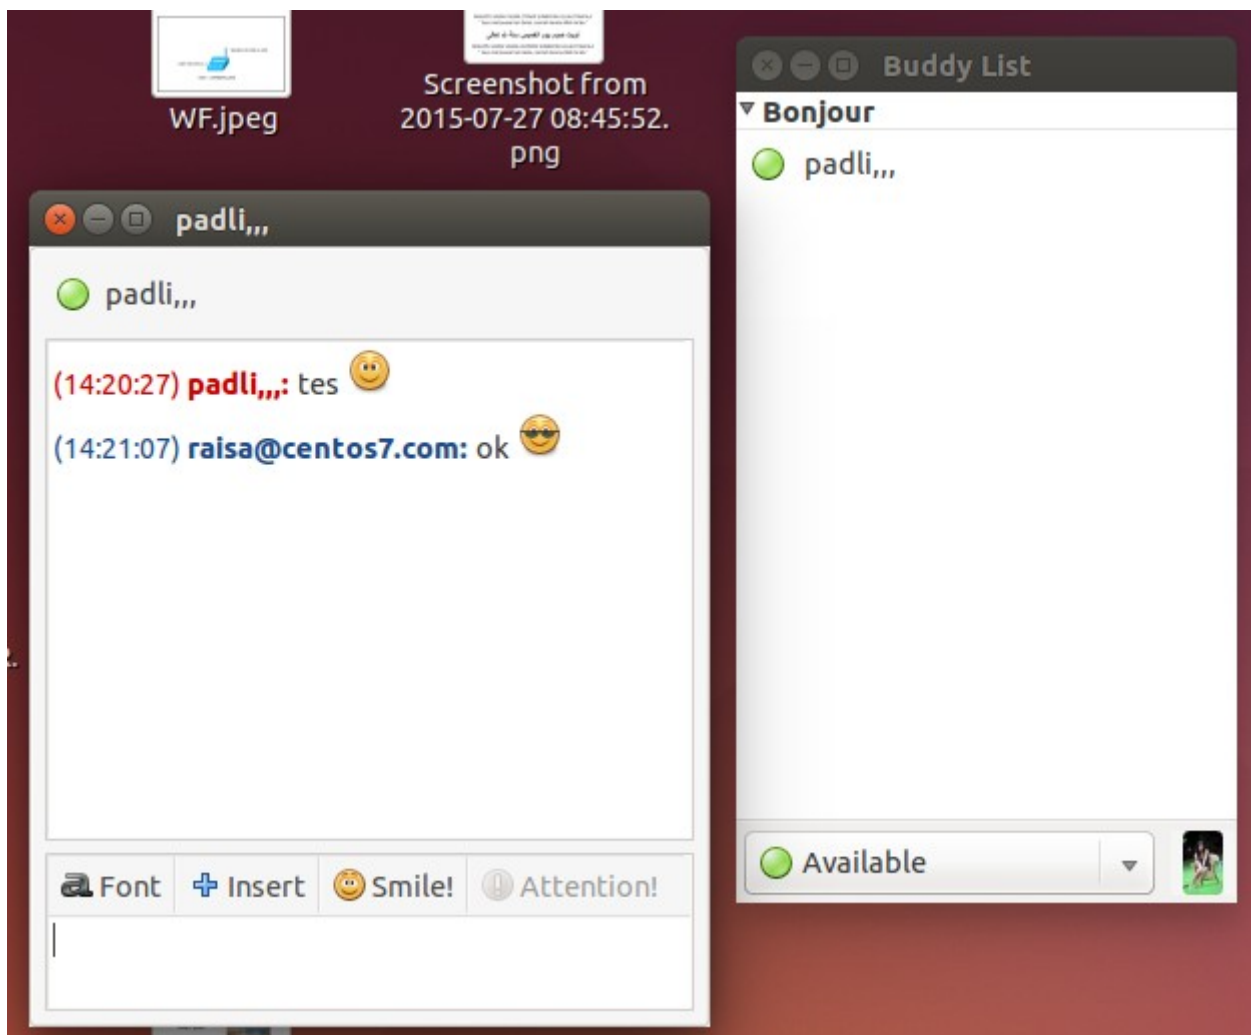 WF.jpeg
Screenshot from
2015-07-27 08:45:52.
png
Buddy List
Bonjour
padli,,,
padli,,,
padli,,,
(14:20:27) padli,,,: tes
(14:21:07) raisa@centos7.com: ok
Font Insert Smile! Attention!
Available